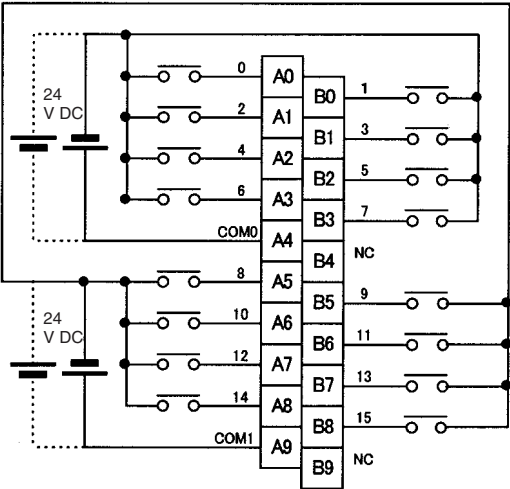 0 A0
B0 1
24
V DC
2 A1
B1 3
4 A2
B2 5
6 A3
B3 7
COM0 A4
B4 NC
8 A5
B5 9
24
V DC
10 A6
B6 11
12 A7
B7 13
14 A8
B8 15
COM1 A9
B9 NC